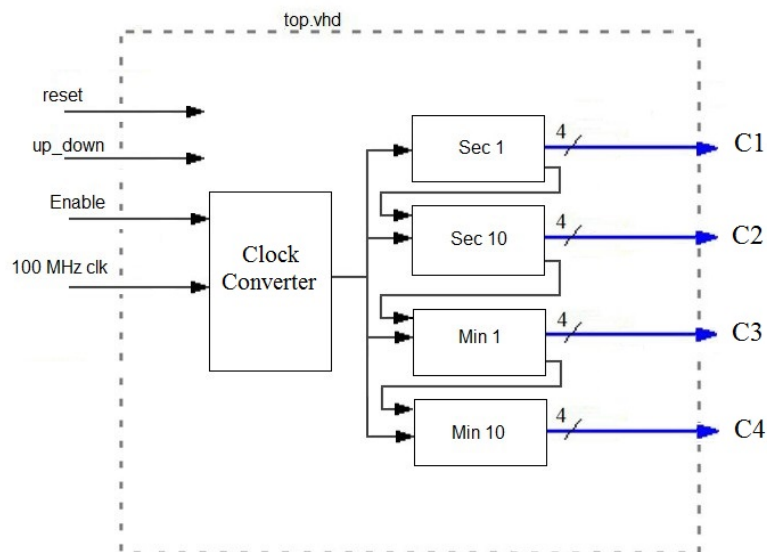 top.vhd
reset
up_down
Enable
100 MHz clk
Clock
Converter
Sec 1
4
C1
Sec 10
4
C2
Min 1
4
C3
Min 10
4
C4